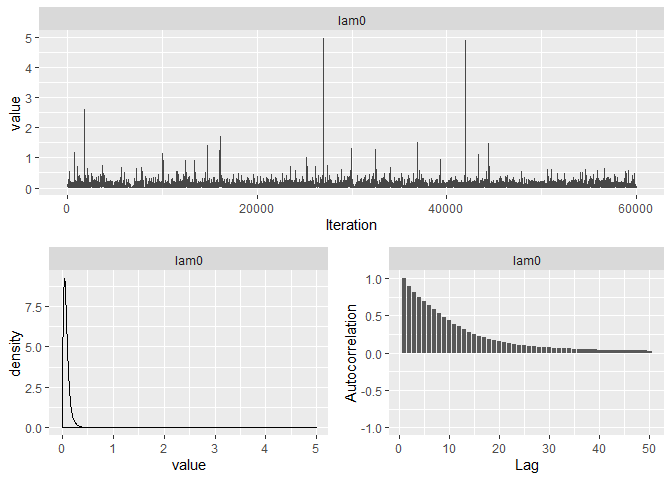 lam0
value
5
4
3
2
1
0
0 20000 40000 60000
Iteration
lam0
density
7.5
5.0
2.5
0.0
0 1 2 3 4 5
value
lam0
Autocorrelation
1.0
0.5
0.0
-0.5
-1.0
0 10 20 30 40 50
Lag